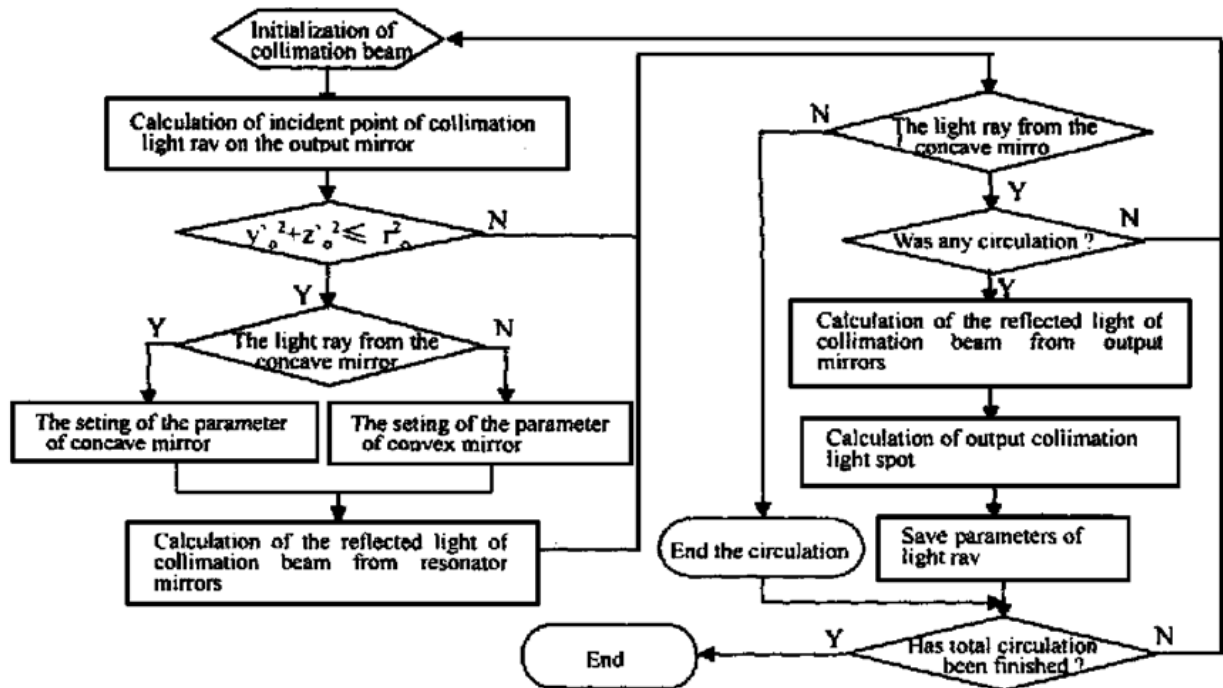 Initialization of
collimation beam
Calculation of incident point of collimation
light rav on the output mirror
y`ₒ²+z`ₒ²≤ r²ₒ
N
Y
Y
The light ray from the
concave mirror
N
The seting of the parameter
of concave mirror
The seting of the parameter
of convex mirror
Calculation of the reflected light of
collimation beam from resonator
mirrors
N
The light ray from the
concave mirro
Y
Was any circulation ?
N
Y
Calculation of the reflected light of
collimation beam from output
mirrors
Calculation of output collimation
light spot
Save parameters of
light rav
End the circulation
Has total circulation
been finished ?
Y
N
End